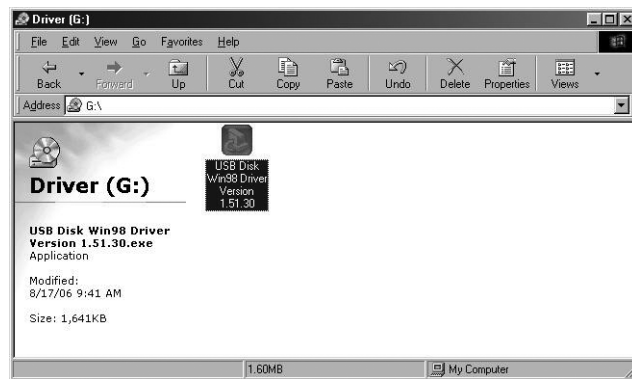 Driver (G:)
File Edit View Go Favorites Help
Back Forward Up Cut Copy Paste Undo Delete Properties Views
Address G:\
Driver (G:)
USB Disk Win98 Driver
Version 1.51.30.exe
Application
Modified:
8/17/06 9:41 AM
Size: 1,641KB
USB Disk
Win98 Driver
Version
1.51.30
1.60MB My Computer